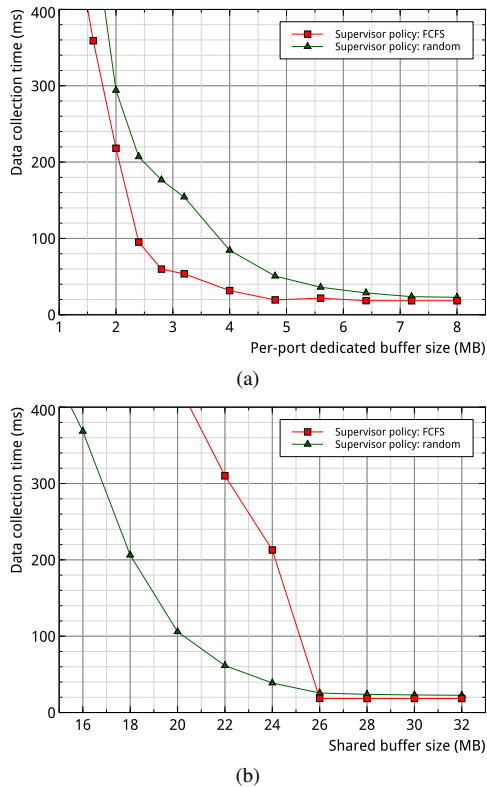 400
300
200
100
0
Data collection time (ms)
Supervisor policy: FCFS
Supervisor policy: random
1 2 3 4 5 6 7 8
Per-port dedicated buffer size (MB)
(a)
400
300
200
100
0
Data collection time (ms)
Supervisor policy: FCFS
Supervisor policy: random
16 18 20 22 24 26 28 30 32
Shared buffer size (MB)
(b)